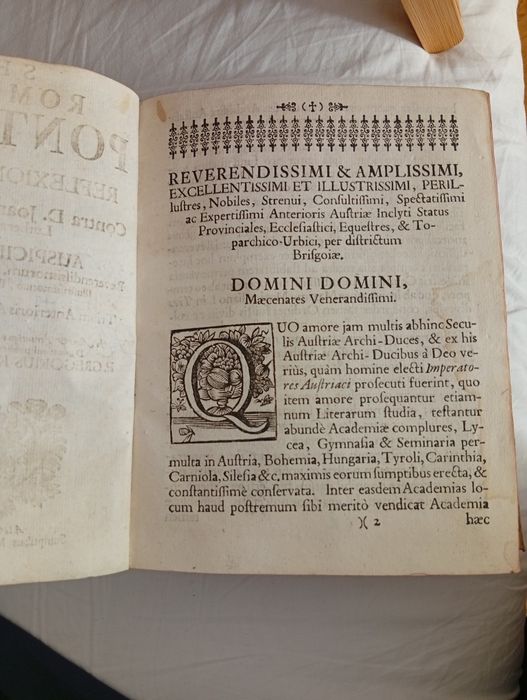 (†)
REVERENDISSIMI & AMPLISSIMI,
EXCELLENTISSIMI ET ILLUSTRISSIMI, PERIL-
luſtres, Nobiles, Strenui, Conſultiſſimi, Spectatiſſimi
ac Expertiſſimi Anterioris Auſtriæ Inclyti Status
Provinciales, Eccleſiaſtici, Equeſtres, & To-
parchico-Urbici, per diſtrictum
Briſgoiæ.
DOMINI DOMINI,
Mæcenates Venerandiſſimi.
QUO amore jam multis abhinc Secu-
lis Auſtriæ Archi-Duces, & ex his
Auſtriæ Archi-Ducibus à Deo ve-
riùs, quàm homine electi Imperato-
res Auſtriaci proſecuti fuerint, quo
item amore proſequantur etiam-
num Literarum ſtudia, teſtantur
abundè Academiæ complures, Ly-
cea, Gymnaſia & Seminaria per-
multa in Auſtria, Bohemia, Hungaria, Tyroli, Carinthia,
Carniola, Sileſia &c. maximis eorum ſumptibus erecta, &
conſtantiſſimè conſervata. Inter easdem Academias lo-
cum haud poſtremum ſibi meritò vendicat Academia
)( 2 hæc